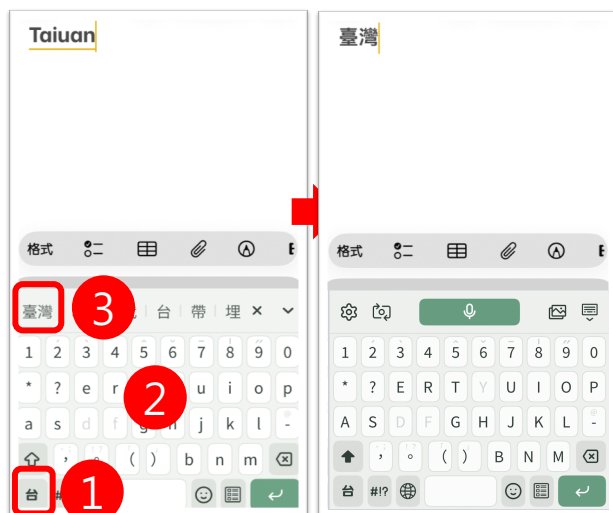 Taiuan
格式
3
臺灣 台 帶 埋 ×
1 2 3 4 5 6 7 8 9 0
* ? e r u i o p
2
a s d f g h j k l -
， 。 ( ) b n m
台 #
1
臺灣
格式
1 2 3 4 5 6 7 8 9 0
* ? E R T Y U I O P
A S D F G H J K L -
， 。 ( ) B N M
台 #!?